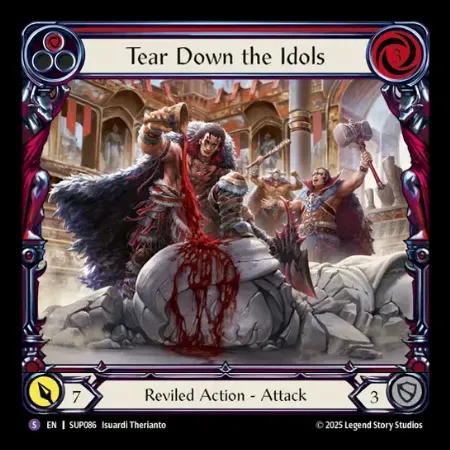 Tear Down the Idols
3
7
Reviled Action - Attack
3
S EN | SUP086 Isuardi Therianto
© 2025 Legend Story Studios